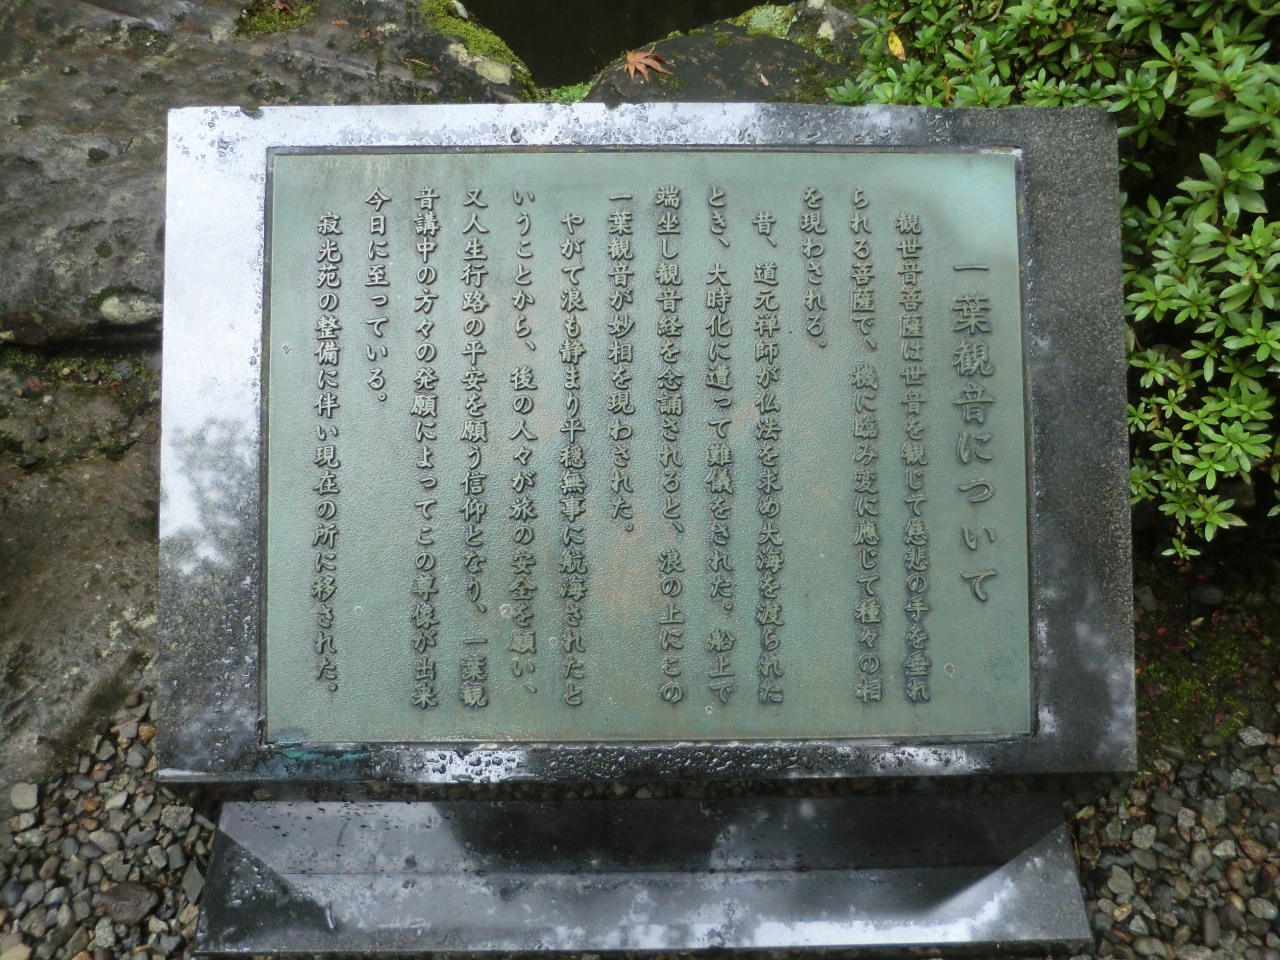 一葉観音について
観世音菩薩は世音を観じて慈悲の手を垂れ
られる菩薩で、機に臨み変に應じて種々の相
を現わされる。
昔、道元禅師が仏法を求め大海を渡られた
とき、大時化に遭って難儀をされた。船上で
端坐し観音経を念誦されると、浪の上にこの
一葉観音が妙相を現わされた。
やがて浪も静まり平穏無事に航海されたと
いうことから、後の人々が旅の安全を願い、
又人生行路の平安を願う信仰となり、一葉観
音講中の方々の発願によってこの尊像が出来
今日に至っている。
寂光苑の整備に伴い現在の所に移された。